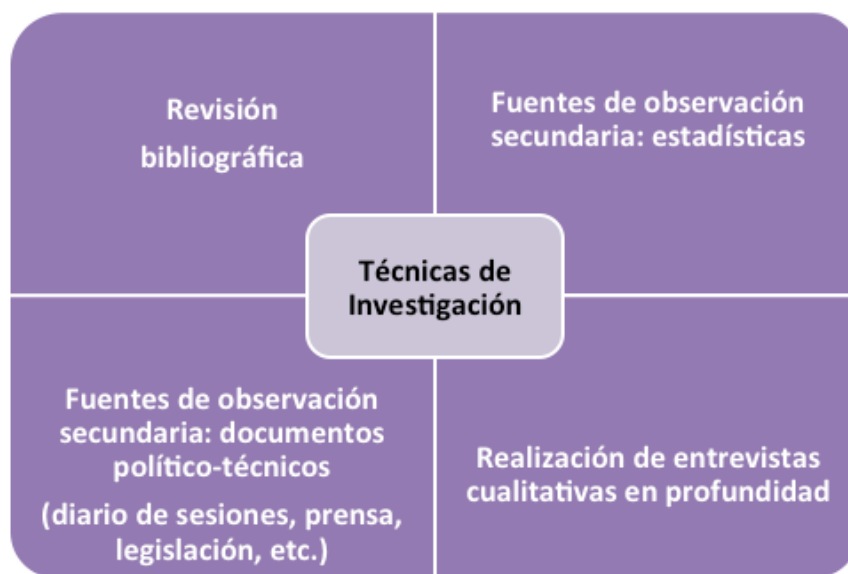 Revisión
bibliográfica
Fuentes de observación
secundaria: estadísticas
Técnicas de
Investigación
Fuentes de observación
secundaria: documentos
político-técnicos
(diario de sesiones, prensa,
legislación, etc.)
Realización de entrevistas
cualitativas en profundidad